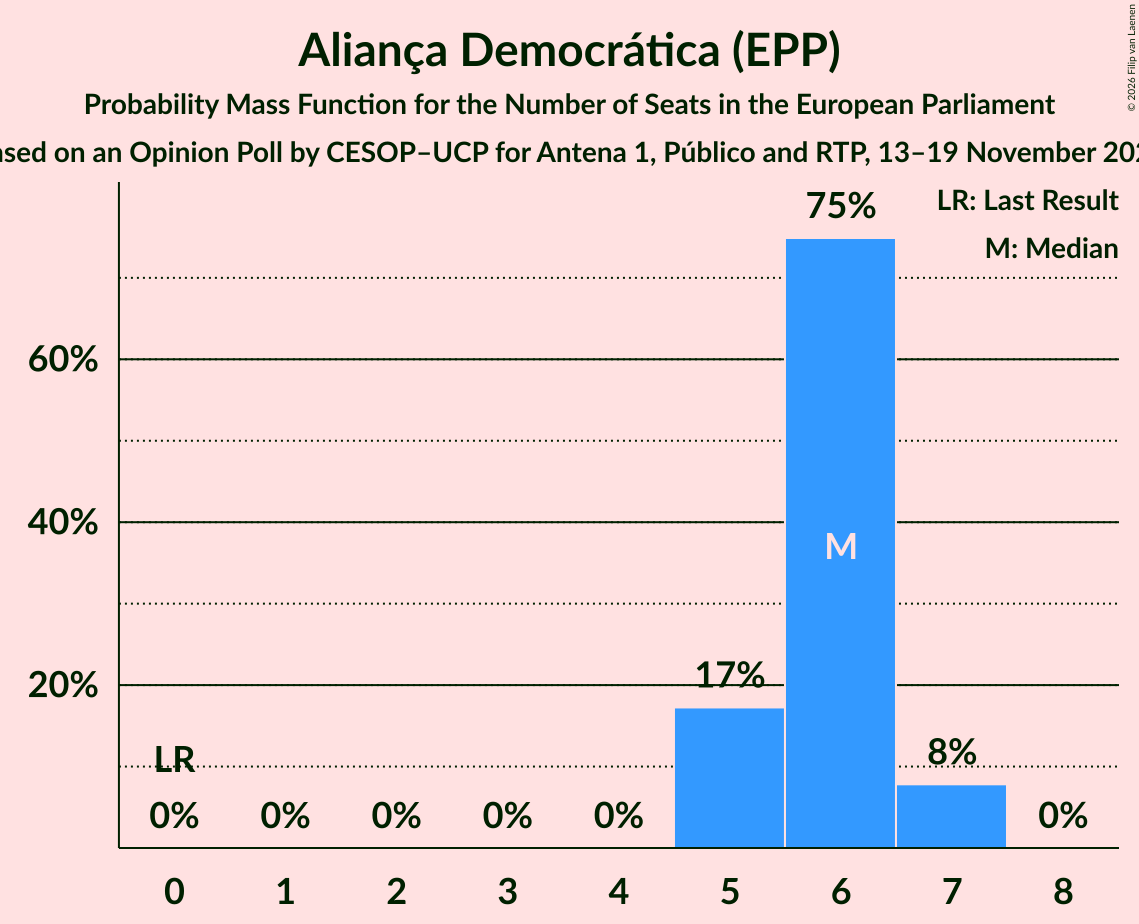 Aliança Democrática (EPP)
Probability Mass Function for the Number of Seats in the European Parliament
on an Opinion Poll by CESOP–UCP for Antena 1, Público and RTP, 13–19 November
© 2026 Filip van Laenen
LR: Last Result
M: Median
75%
60%
40%
M
20%
17%
LR
8%
0% 0% 0% 0% 0% 0%
0 1 2 3 4 5 6 7 8